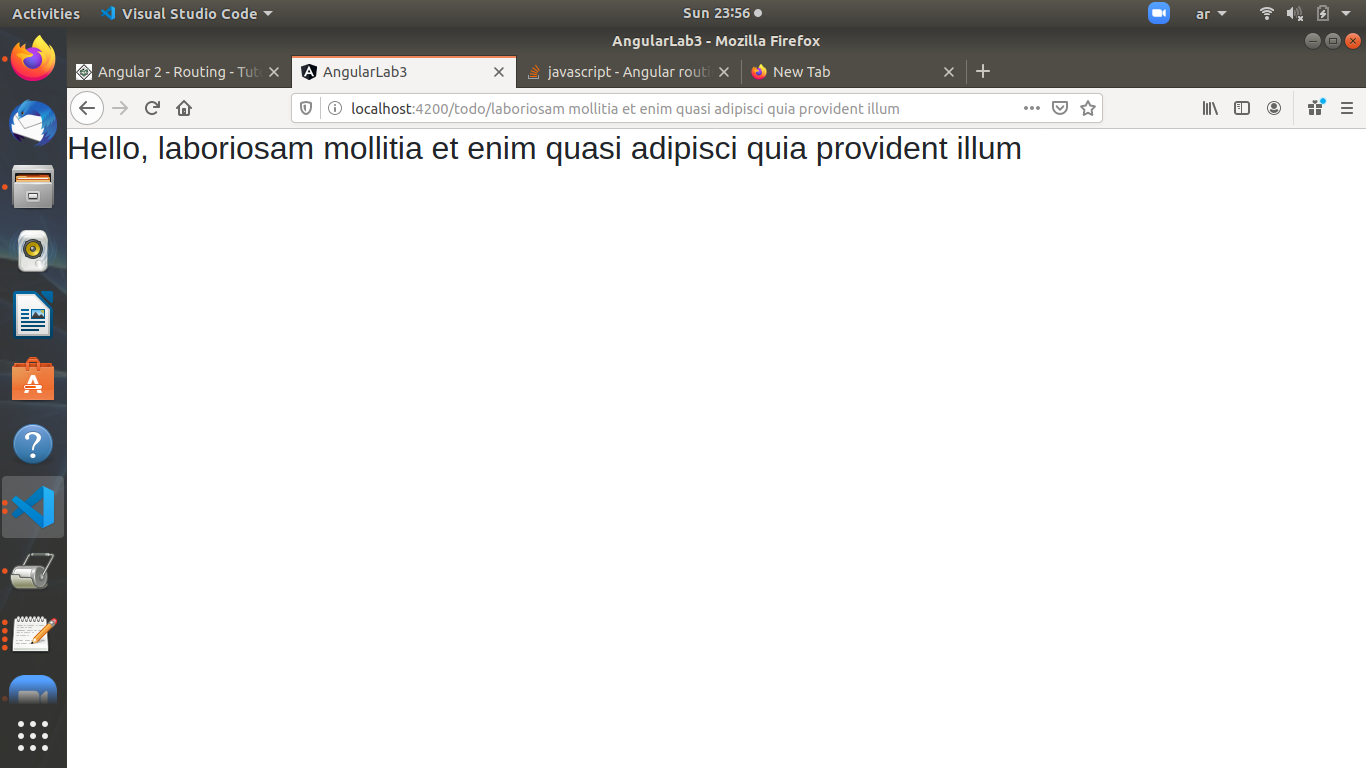 Activities
Visual Studio Code
Sun 23:56
ar
AngularLab3 - Mozilla Firefox
Angular 2 - Routing - Tut
AngularLab3
javascript - Angular routi
New Tab
localhost:4200/todo/laboriosam mollitia et enim quasi adipisci quia provident illum
Hello, laboriosam mollitia et enim quasi adipisci quia provident illum